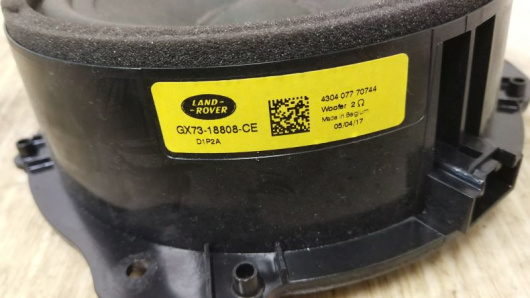 LAND-
-ROVER
GX73-18808-CE
D1P2A
4304 077 70744
Woofer 2 Ω
Made in Belgium
05/04/17